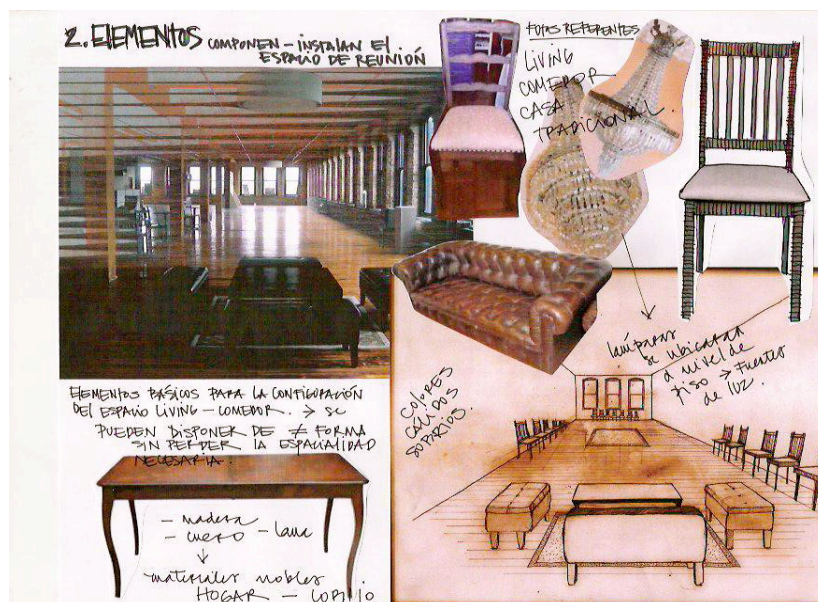 2. ELEMENTOS COMPONEN - INSTALAN EL
ESPACIO DE REUNIÓN
FOTOS REFERENTES
LIVING
COMEDOR
CASA
TRADICIONAL.
lámparas
se ubicarán
a nivel de
piso → Fuentes
de luz.
COLORES
CALIDOS
SOBRIOS.
ELEMENTOS BÁSICOS PARA LA CONFIGURACIÓN
DEL ESPACIO LIVING - COMEDOR. → SE
PUEDEN DISPONER DE ≠ FORMA
SIN PERDER LA ESPACIALIDAD
NECESARIA.
- madera
- cuero - lana
↓
materiales nobles
HOGAR - COBIJO